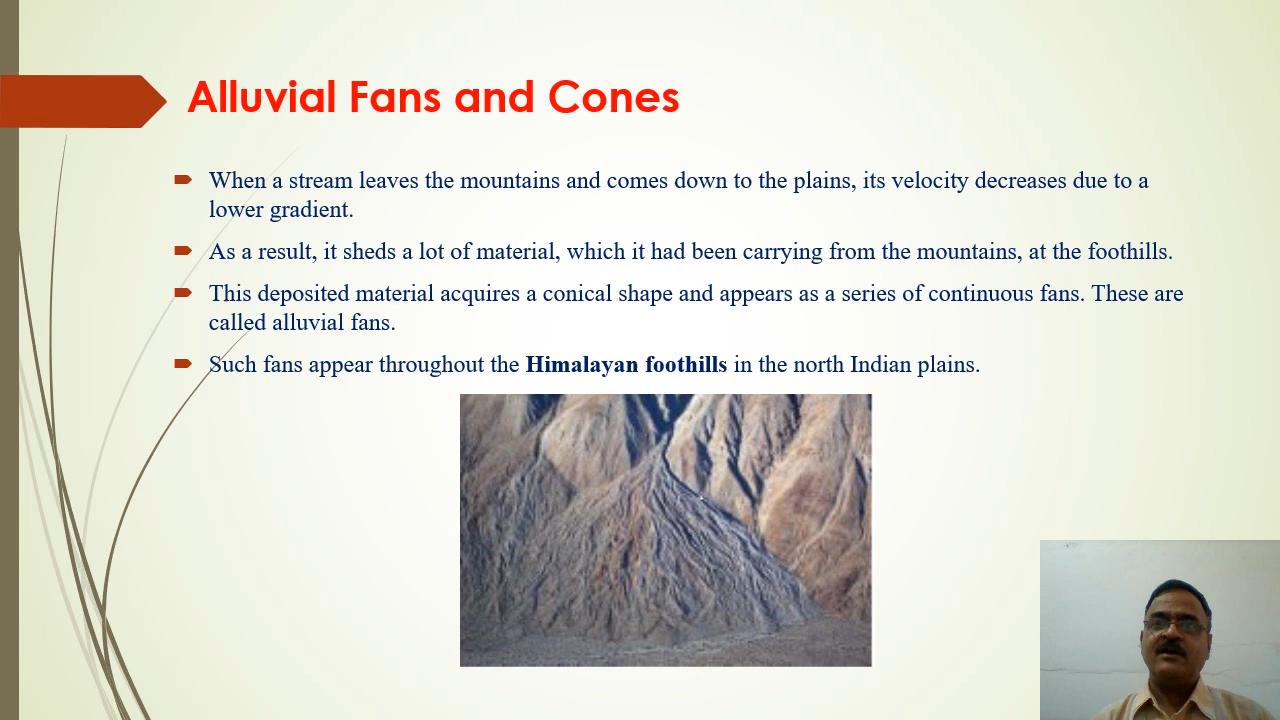 Alluvial Fans and Cones
When a stream leaves the mountains and comes down to the plains, its velocity decreases due to a
lower gradient.
As a result, it sheds a lot of material, which it had been carrying from the mountains, at the foothills.
This deposited material acquires a conical shape and appears as a series of continuous fans. These are
called alluvial fans.
Such fans appear throughout the Himalayan foothills in the north Indian plains.